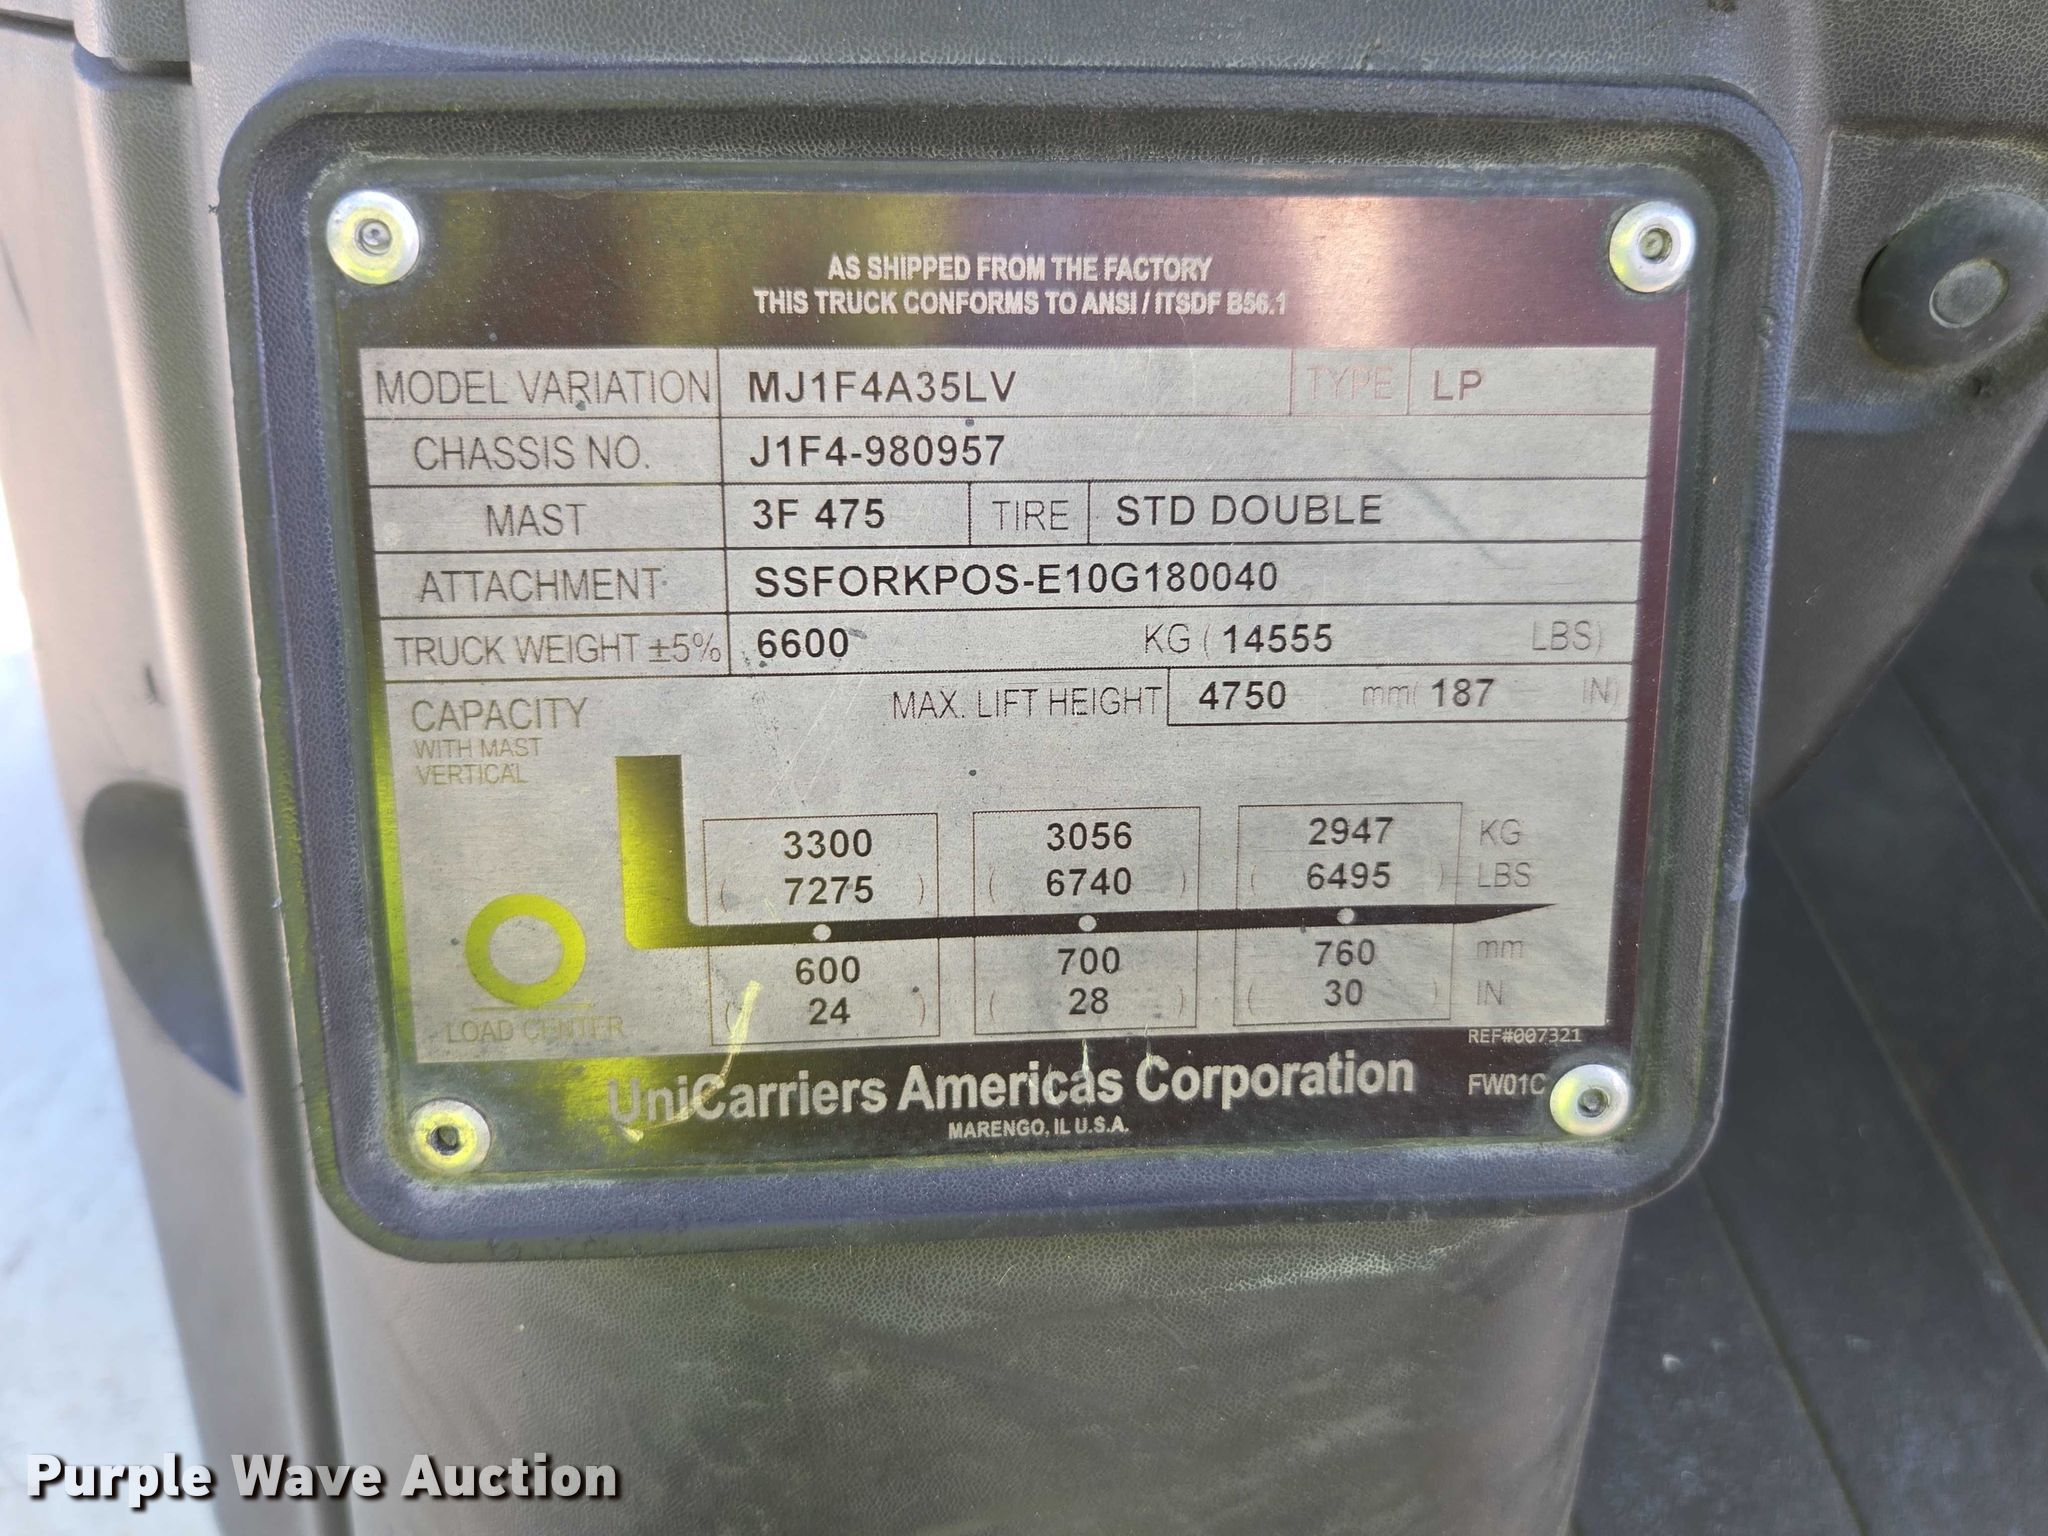 AS SHIPPED FROM THE FACTORY
THIS TRUCK CONFORMS TO ANSI / ITSDF B56.1
MODEL VARIATION MJ1F4A35LV TYPE LP
CHASSIS NO. J1F4-980957
MAST 3F 475 TIRE STD DOUBLE
ATTACHMENT SSFORKPOS-E10G180040
TRUCK WEIGHT ±5% 6600 KG ( 14555 LBS)
CAPACITY MAX. LIFT HEIGHT 4750 mm( 187 IN)
WITH MAST
VERTICAL
3300 3056 2947 KG
( 7275 ) ( 6740 ) ( 6495 ) LBS
600 700 760 mm
( 24 ) ( 28 ) ( 30 ) IN
LOAD CENTER
REF#007321
UniCarriers Americas Corporation FW01C
MARENGO, IL U.S.A.
Purple Wave Auction